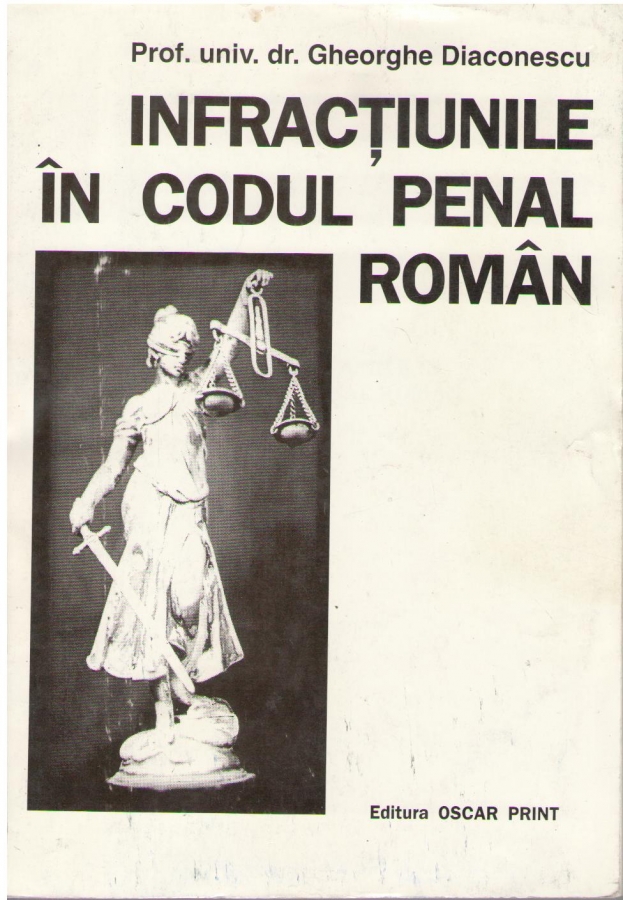 Prof. univ. dr. Gheorghe Diaconescu
INFRACȚIUNILE
ÎN CODUL PENAL
ROMÂN
Editura OSCAR PRINT